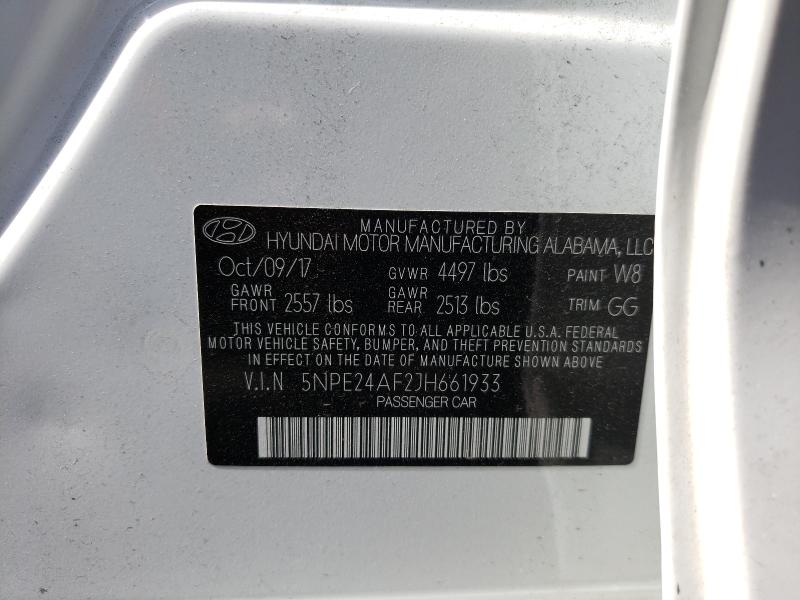 MANUFACTURED BY
HYUNDAI MOTOR MANUFACTURING ALABAMA, LLC
Oct/09/17 GVWR 4497 lbs PAINT W8
GAWR FRONT 2557 lbs GAWR REAR 2513 lbs TRIM GG
THIS VEHICLE CONFORMS TO ALL APPLICABLE U.S.A. FEDERAL
MOTOR VEHICLE SAFETY, BUMPER, AND THEFT PREVENTION STANDARDS
IN EFFECT ON THE DATE OF MANUFACTURE SHOWN ABOVE.
V.I.N 5NPE24AF2JH661933
PASSENGER CAR